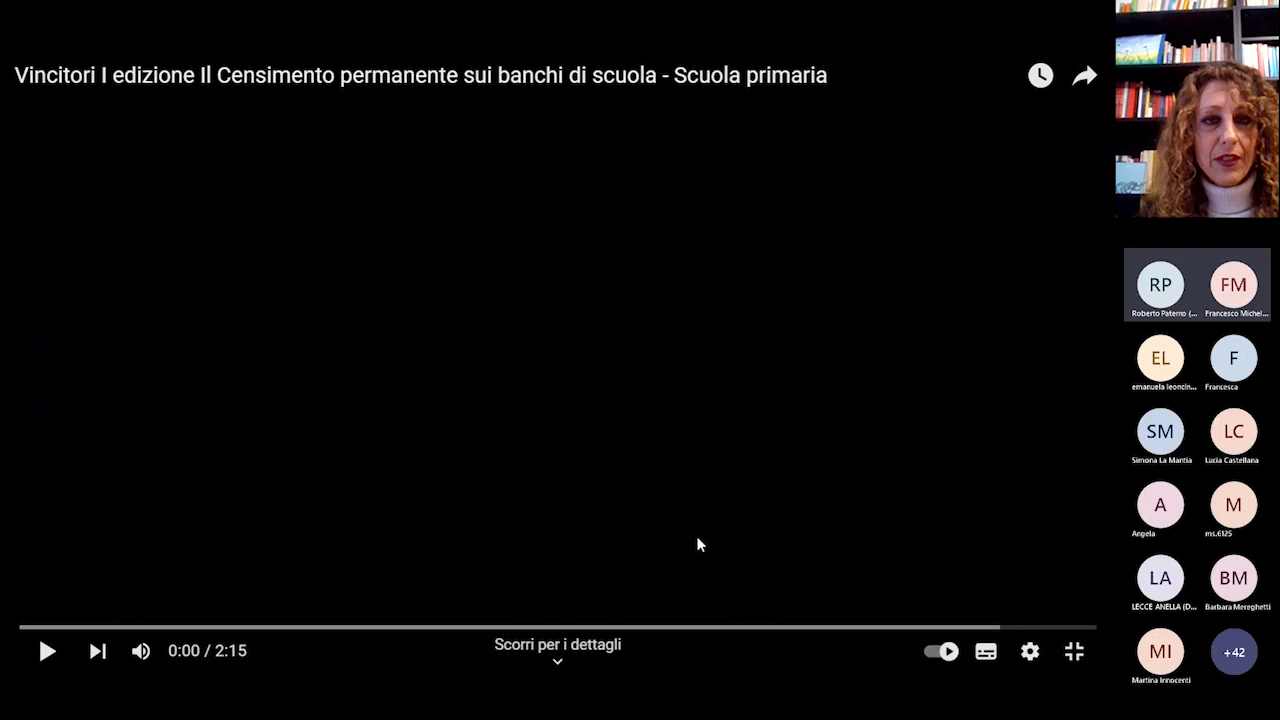 Vincitori I edizione Il Censimento permanente sui banchi di scuola - Scuola primaria
RP
FM
Roberto Paterno (...
Francesco Michel...
EL
F
emanuela leoncin...
Francesca
SM
LC
Simona La Mantia
Lucia Castellana
A
M
Angela
ms.6125
LA
BM
LECCE ANELLA (D...
Barbara Mereghetti
MI
+42
Martina Innocenti
0:00 / 2:15
Scorri per i dettagli